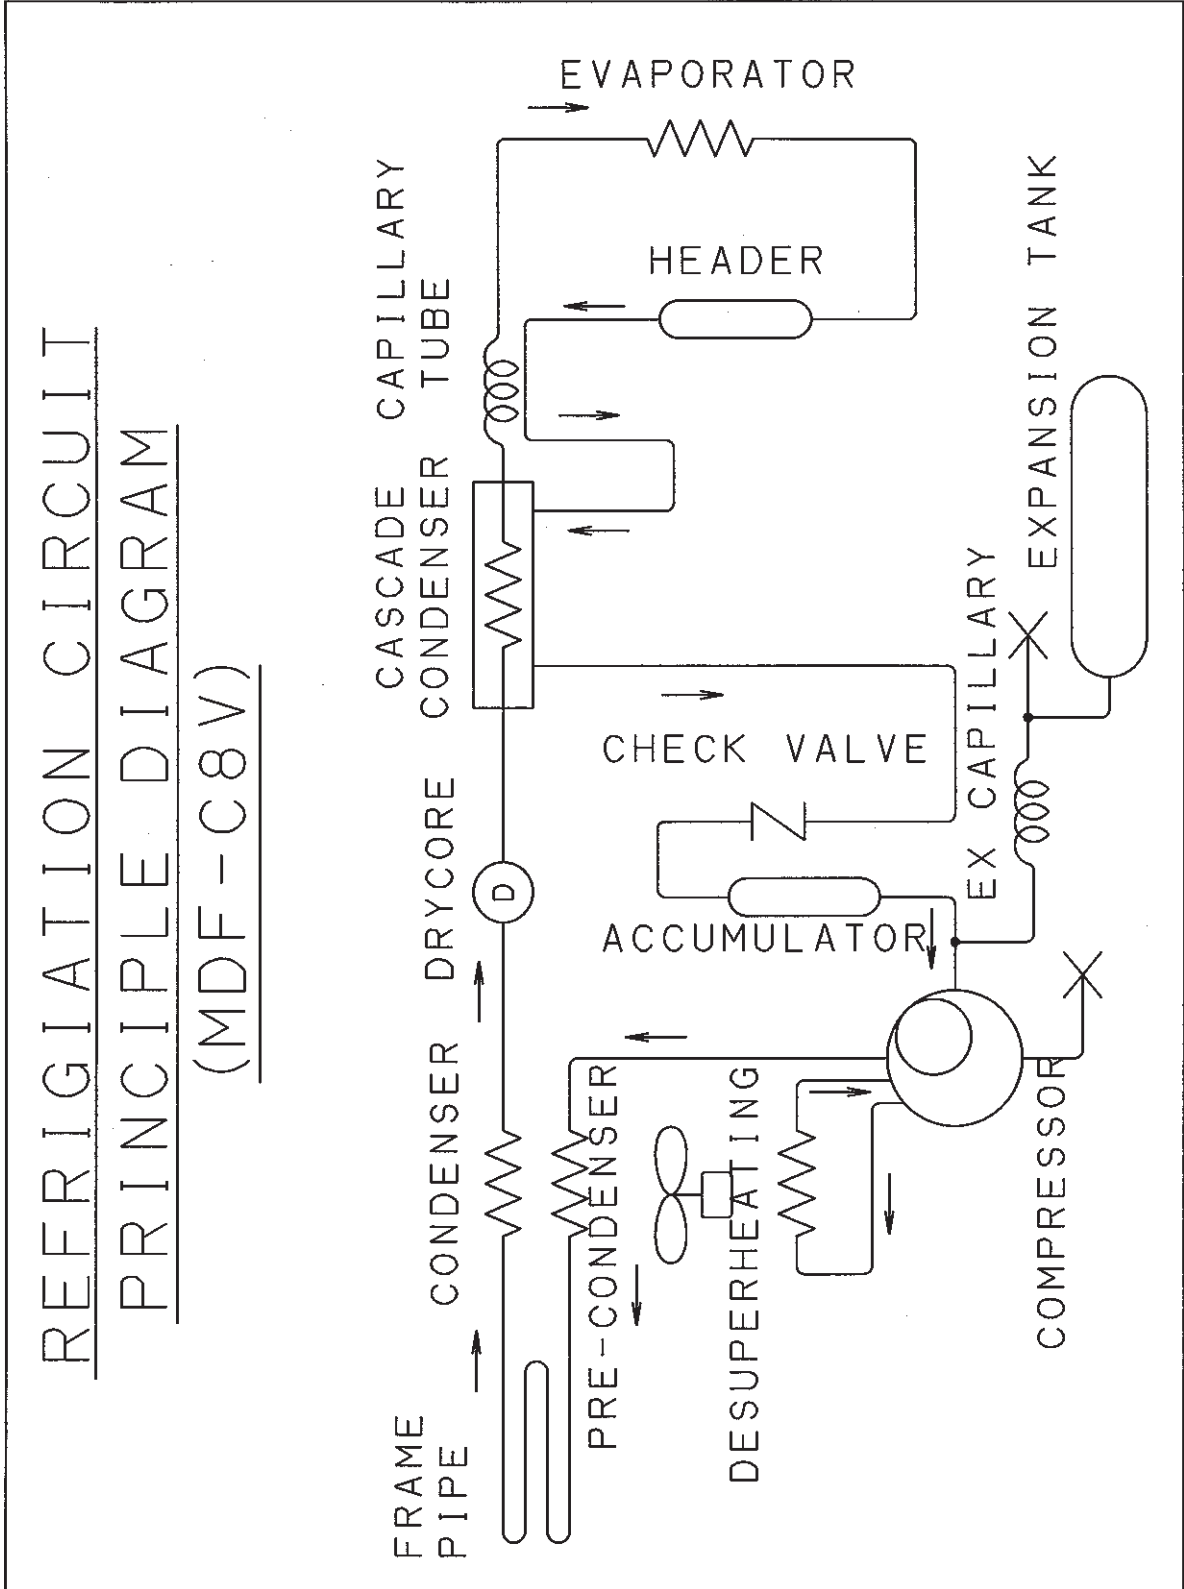 REFRIGIATION CIRCUIT
PRINCIPLE DIAGRAM
(MDF-C8V)
FRAME
PIPE
CONDENSER
DRYCORE
CASCADE
CONDENSER
CAPILLARY
TUBE
EVAPORATOR
HEADER
D
PRE-CONDENSER
DESUPERHEATING
CHECK VALVE
ACCUMULATOR
COMPRESSOR
EX CAPILLARY
EXPANSION TANK